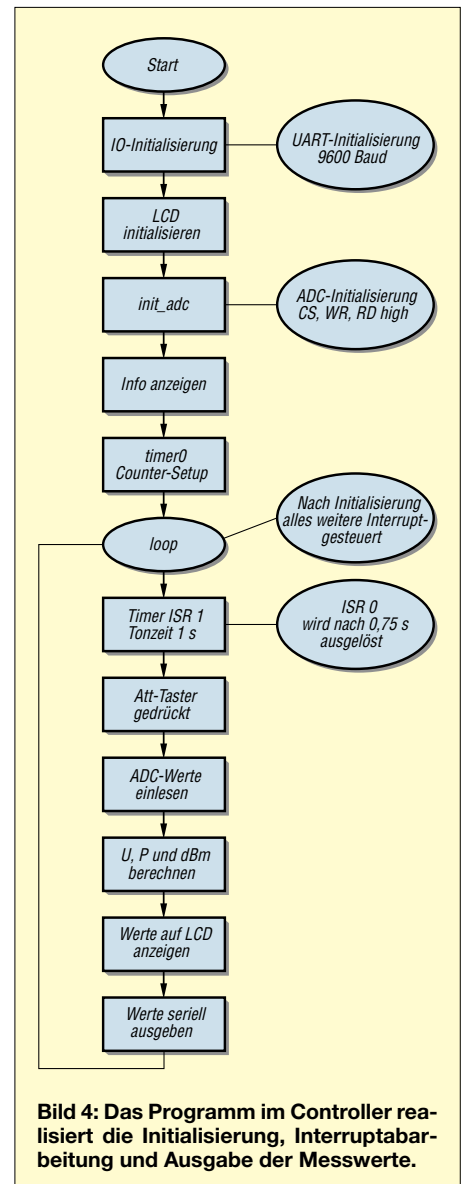 Start
IO-Initialisierung
UART-Initialisierung
9600 Baud
LCD
initialisieren
init_adc
ADC-Initialisierung
CS, WR, RD high
Info anzeigen
timer0
Counter-Setup
loop
Nach Initialisierung
alles weitere Interrupt-
gesteuert
Timer ISR 1
Tonzeit 1 s
ISR 0
wird nach 0,75 s
ausgelöst
Att-Taster
gedrückt
ADC-Werte
einlesen
U, P und dBm
berechnen
Werte auf LCD
anzeigen
Werte seriell
ausgeben
Bild 4: Das Programm im Controller rea-
lisiert die Initialisierung, Interruptabar-
beitung und Ausgabe der Messwerte.